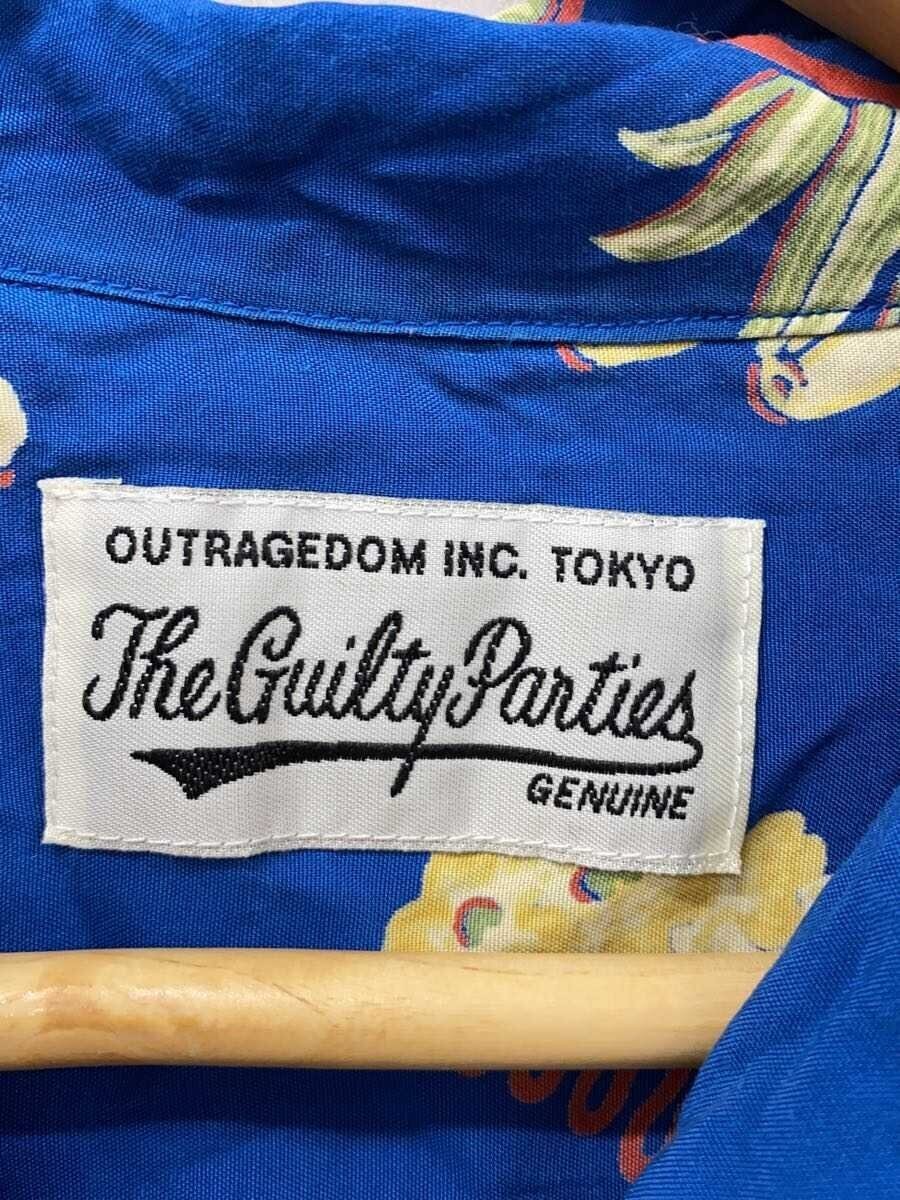 OUTRAGEDOM INC. TOKYO
The Guilty Parties
GENUINE